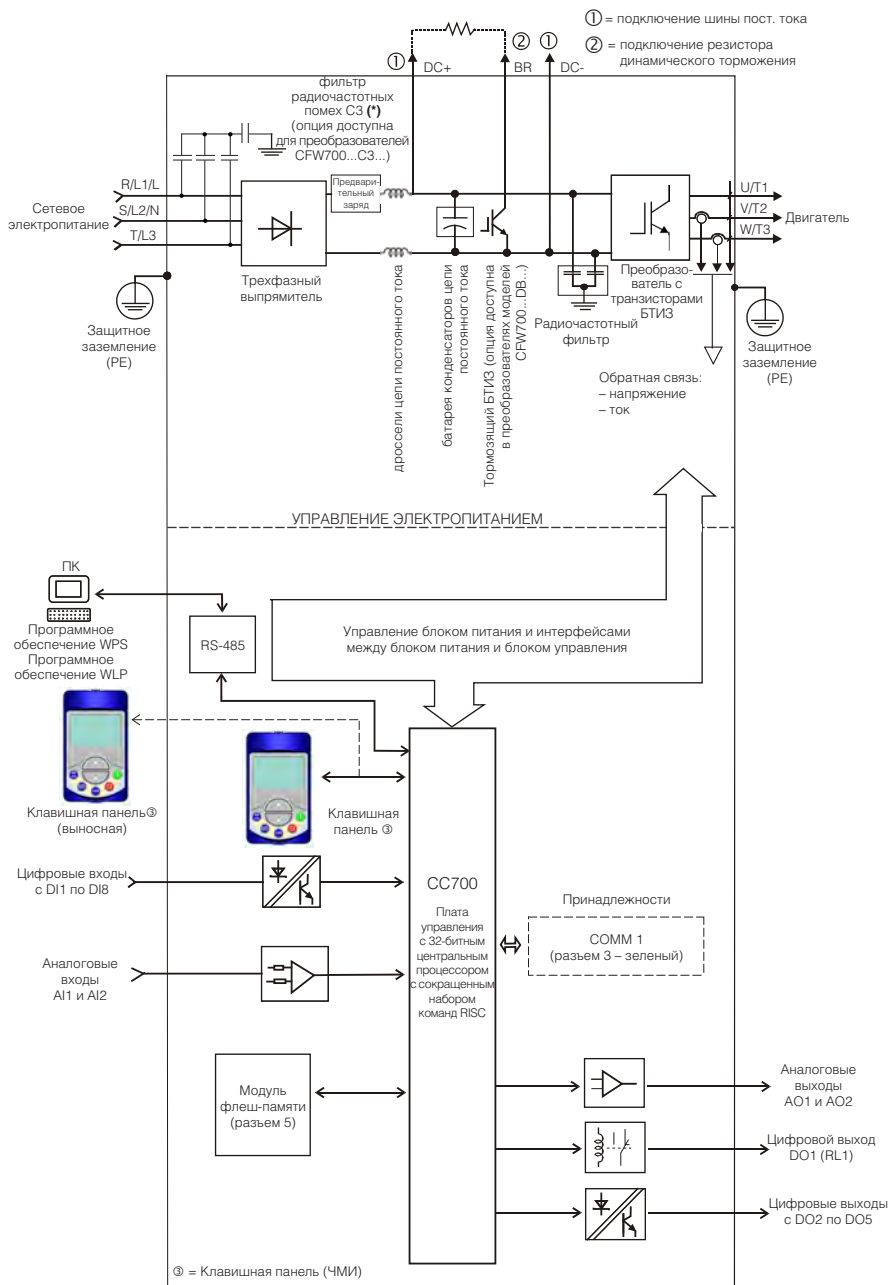 ① = подключение шины пост. тока
② = подключение резистора
динамического торможения
① DC+
② BR
① DC-
фильтр
радиочастотных
помех C3 (*)
(опция доступна
для преобразователей
CFW700...C3...)
R/L1/L
S/L2/N
T/L3
Сетевое
электропитание
Предвари-
тельный
заряд
U/T1
V/T2
W/T3
Двигатель
Трехфазный
выпрямитель
Преобразо-
ватель с
транзисторами
БТИЗ
Радиочастотный
фильтр
Защитное
заземление
(PE)
Защитное
заземление
(PE)
дроссели цепи постоянного тока
батарея конденсаторов цепи
постоянного тока
Тормозящий БТИЗ (опция доступна
в преобразователях моделей
CFW700...DB...)
Обратная связь:
– напряжение
– ток
УПРАВЛЕНИЕ ЭЛЕКТРОПИТАНИЕМ
ПК
Программное
обеспечение WPS
Программное
обеспечение WLP
RS-485
Управление блоком питания и интерфейсами
между блоком питания и блоком управления
Клавишная панель③
(выносная)
Клавишная
панель ③
Цифровые входы
с DI1 по DI8
Аналоговые
входы
AI1 и AI2
CC700
Плата
управления
с 32-битным
центральным
процессором
с сокращенным
набором
команд RISC
Принадлежности
COMM 1
(разъем 3 – зеленый)
Модуль
флеш-памяти
(разъем 5)
Аналоговые
выходы
AO1 и AO2
Цифровой выход
DO1 (RL1)
Цифровые выходы
с DO2 по DO5
③ = Клавишная панель (ЧМИ)